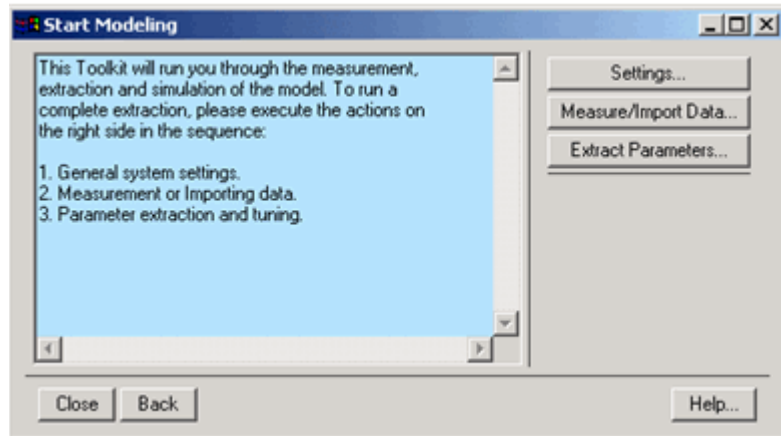 Start Modeling
This Toolkit will run you through the measurement,
extraction and simulation of the model. To run a
complete extraction, please execute the actions on
the right side in the sequence:
1. General system settings.
2. Measurement or Importing data.
3. Parameter extraction and tuning.
Settings...
Measure/Import Data...
Extract Parameters...
Close
Back
Help...